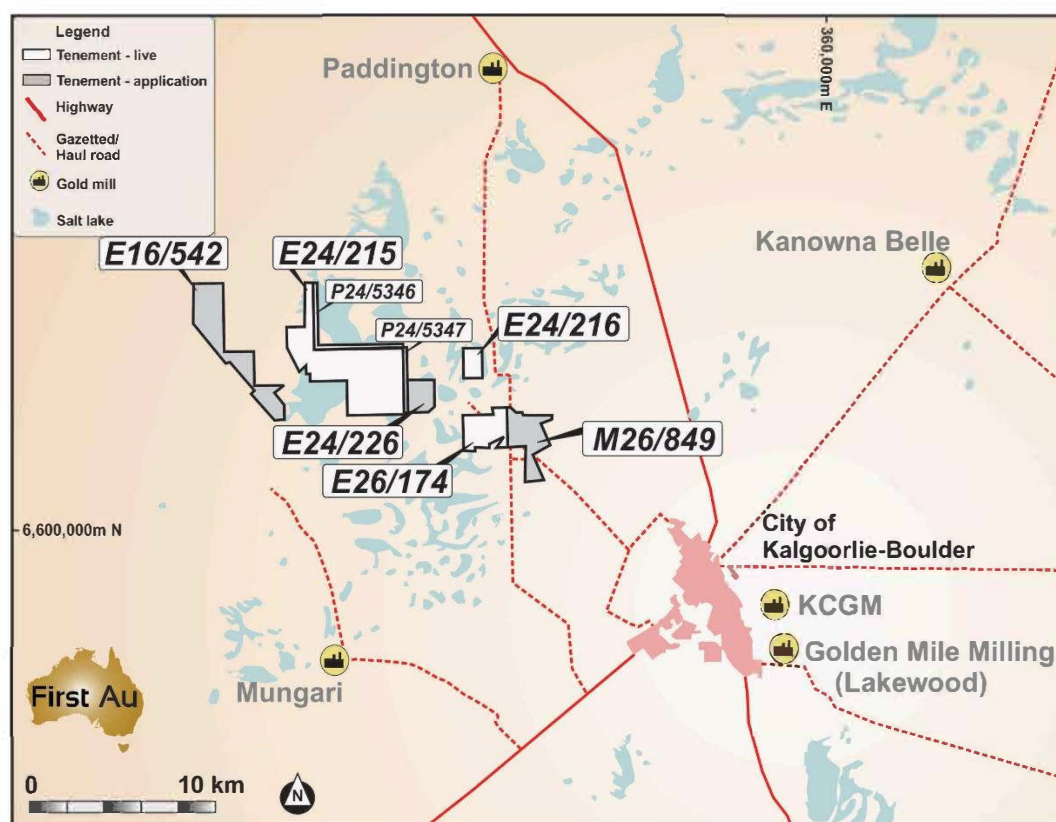 Legend
Tenement - live
Tenement - application
Highway
Gazetted/
Haul road
Gold mill
Salt lake
Paddington
360,000m E
Kanowna Belle
E16/542
E24/215
P24/5346
P24/5347
E24/216
E24/226
M26/849
E26/174
6,600,000m N
City of
Kalgoorlie-Boulder
KCGM
Golden Mile Milling
(Lakewood)
Mungari
First Au
0 10 km
N